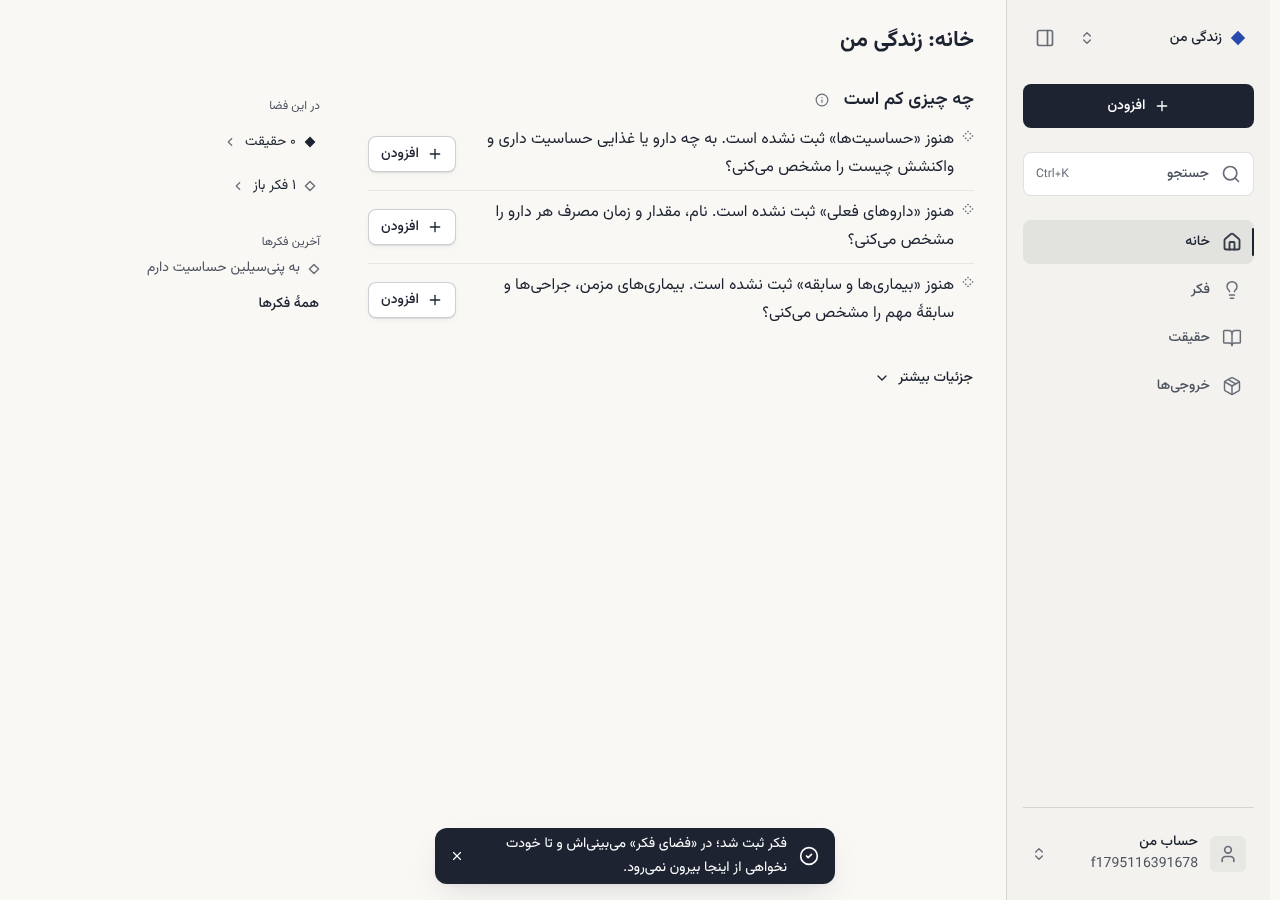 زندگی من
افزودن
جستجو
Ctrl+K
خانه
فکر
حقیقت
خروجی‌ها
حساب من
f1795116391678
خانه: زندگی من
چه چیزی کم است
هنوز «حساسیت‌ها» ثبت نشده است. به چه دارو یا غذایی حساسیت داری و
واکنشش چیست را مشخص می‌کنی؟
افزودن
هنوز «داروهای فعلی» ثبت نشده است. نام، مقدار و زمان مصرف هر دارو را
مشخص می‌کنی؟
افزودن
هنوز «بیماری‌ها و سابقه» ثبت نشده است. بیماری‌های مزمن، جراحی‌ها و
سابقهٔ مهم را مشخص می‌کنی؟
افزودن
جزئیات بیشتر
در این فضا
۰ حقیقت
۱ فکر باز
آخرین فکرها
به پنی‌سیلین حساسیت دارم
همهٔ فکرها
فکر ثبت شد؛ در «فضای فکر» می‌بینی‌اش و تا خودت
نخواهی از اینجا بیرون نمی‌رود.